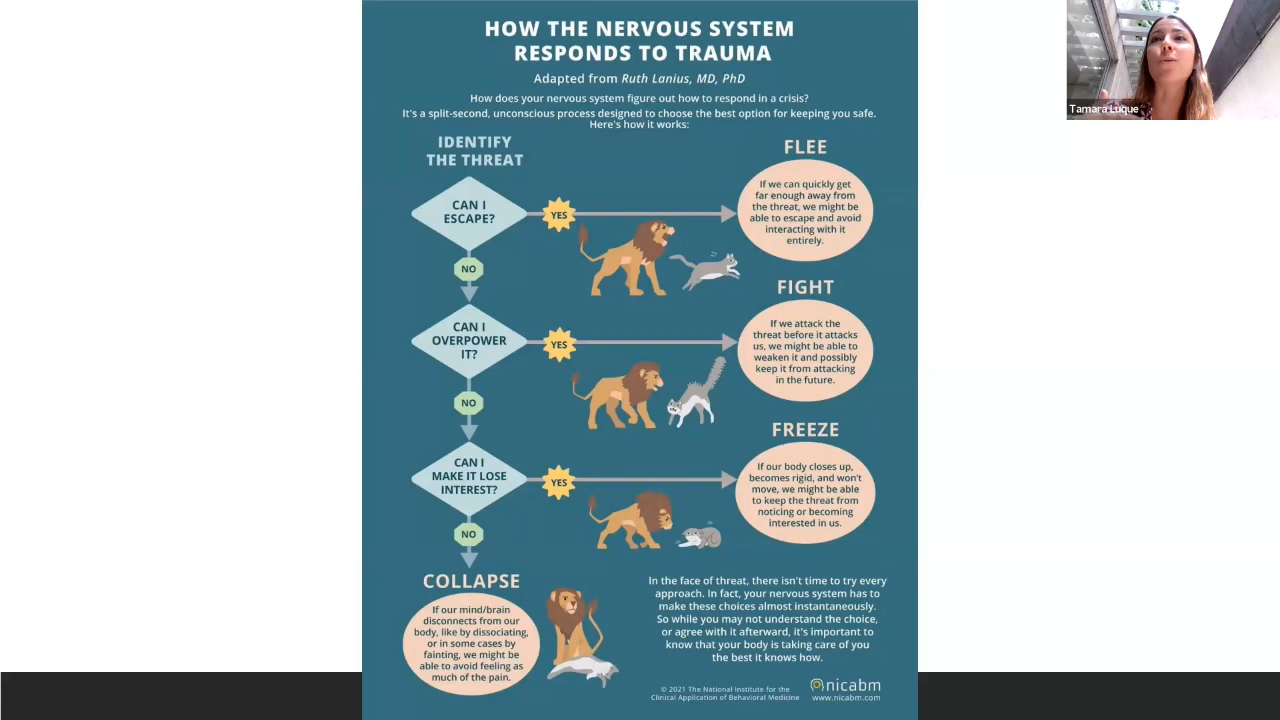 HOW THE NERVOUS SYSTEM
RESPONDS TO TRAUMA
Adapted from Ruth Lanius, MD, PhD
How does your nervous system figure out how to respond in a crisis?
It's a split-second, unconscious process designed to choose the best option for keeping you safe.
Here's how it works:
IDENTIFY
THE THREAT
CAN I
ESCAPE?
YES
FLEE
If we can quickly get
far enough away from
the threat, we might be
able to escape and avoid
interacting with it
entirely.
NO
CAN I
OVERPOWER
IT?
YES
FIGHT
If we attack the
threat before it attacks
us, we might be able to
weaken it and possibly
keep it from attacking
in the future.
NO
CAN I
MAKE IT LOSE
INTEREST?
YES
FREEZE
If our body closes up,
becomes rigid, and won't
move, we might be able
to keep the threat from
noticing or becoming
interested in us.
NO
COLLAPSE
If our mind/brain
disconnects from our
body, like by dissociating,
or in some cases by
fainting, we might be
able to avoid feeling as
much of the pain.
In the face of threat, there isn't time to try every
approach. In fact, your nervous system has to
make these choices almost instantaneously.
So while you may not understand the choice,
or agree with it afterward, it's important to
know that your body is taking care of you
the best it knows how.
© 2021 The National Institute for the
Clinical Application of Behavioral Medicine
nicabm
www.nicabm.com
Tamara Luque